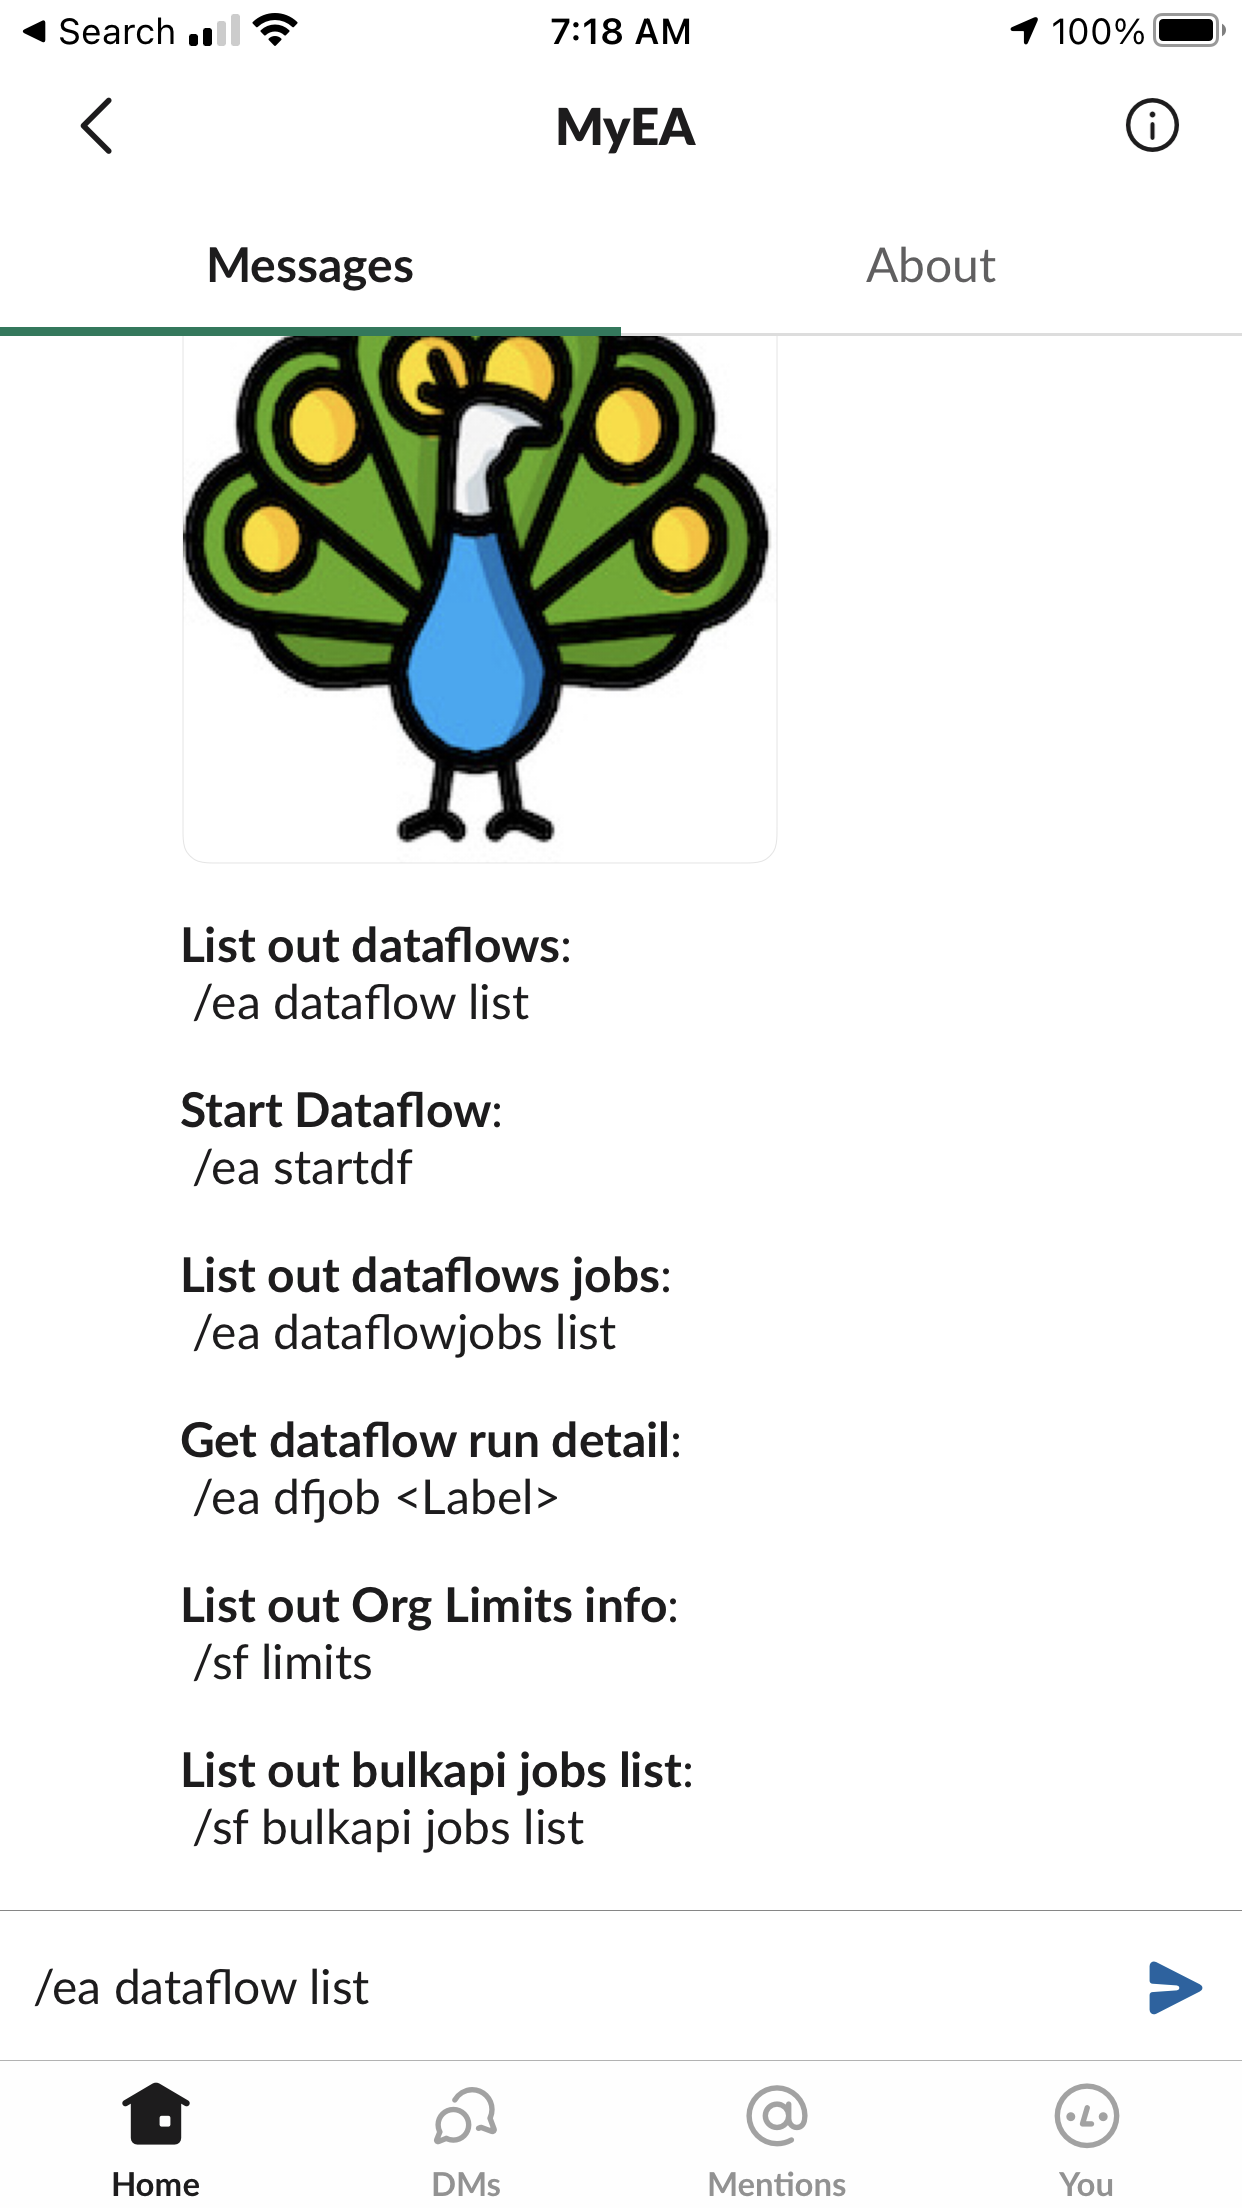 Search
7:18 AM
100%
MyEA
Messages
About
List out dataflows:
/ea dataflow list
Start Dataflow:
/ea startdf
List out dataflows jobs:
/ea dataflowjobs list
Get dataflow run detail:
/ea dfjob <Label>
List out Org Limits info:
/sf limits
List out bulkapi jobs list:
/sf bulkapi jobs list
/ea dataflow list
Home
DMs
Mentions
You